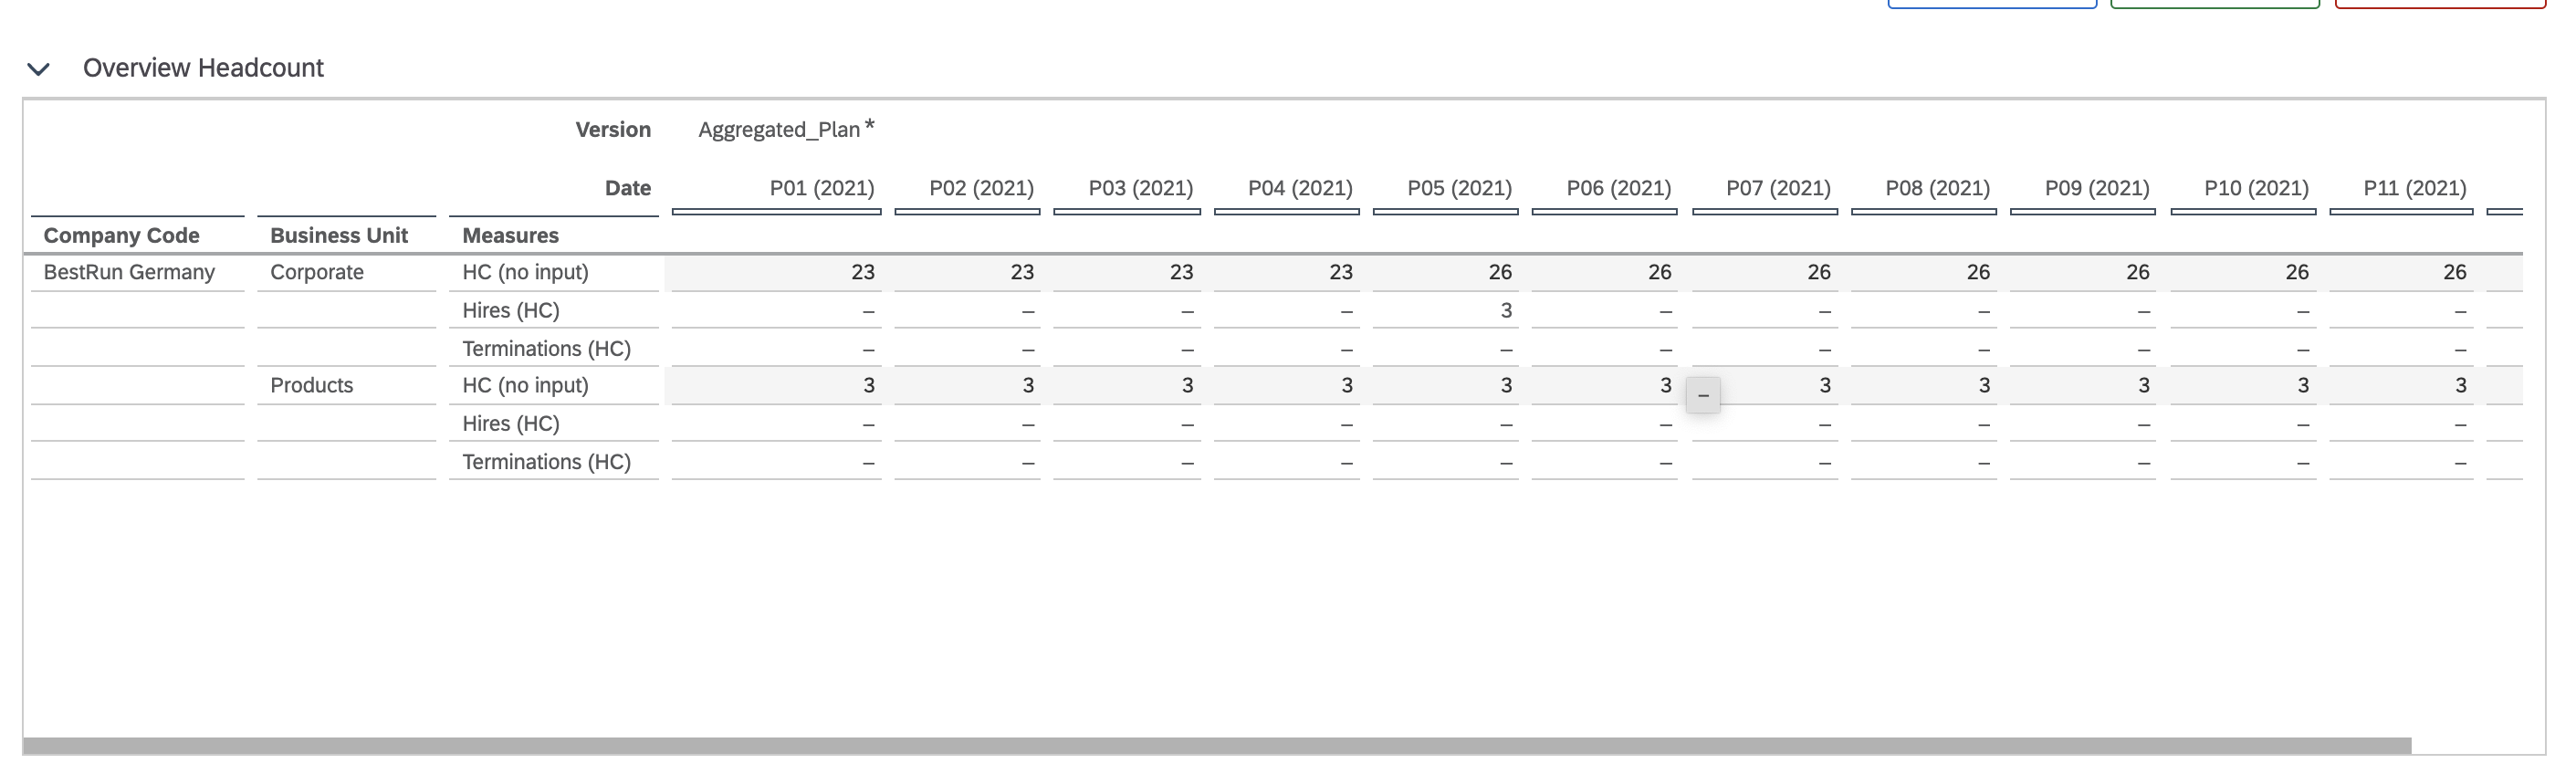 Overview Headcount
Version Aggregated_Plan *
Date P01 (2021) P02 (2021) P03 (2021) P04 (2021) P05 (2021) P06 (2021) P07 (2021) P08 (2021) P09 (2021) P10 (2021) P11 (2021)
Company Code Business Unit Measures
BestRun Germany Corporate HC (no input) 23 23 23 23 26 26 26 26 26 26 26
Hires (HC) – – – – 3 – – – – – –
Terminations (HC) – – – – – – – – – – –
Products HC (no input) 3 3 3 3 3 3 – 3 3 3 3 3
Hires (HC) – – – – – – – – – – –
Terminations (HC) – – – – – – – – – – –